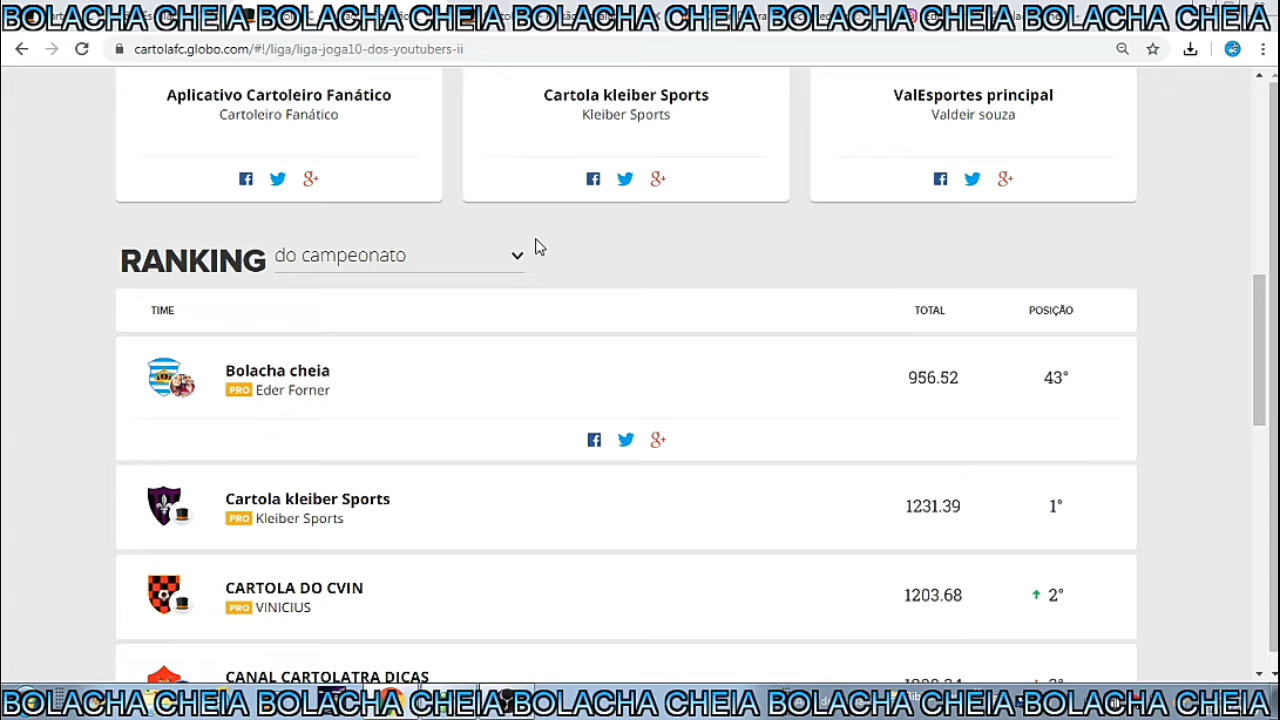 BOLACHA CHEIA BOLACHA CHEIA BOLACHA CHEIA BOLACHA CHEIA BOLACHA CHEIA
cartolafc.globo.com/#!/liga/liga-joga10-dos-youtubers-ii
Aplicativo Cartoleiro Fanático
Cartoleiro Fanático
Cartola kleiber Sports
Kleiber Sports
ValEsportes principal
Valdeir souza
RANKING do campeonato
TIME TOTAL POSIÇÃO
Bolacha cheia
PRO Eder Forner
956.52 43°
Cartola kleiber Sports
PRO Kleiber Sports
1231.39 1°
CARTOLA DO CVIN
PRO VINICIUS
1203.68 2°
CANAL CARTOLATRA DICAS
BOLACHA CHEIA BOLACHA CHEIA BOLACHA CHEIA BOLACHA CHEIA BOLACHA CHEIA